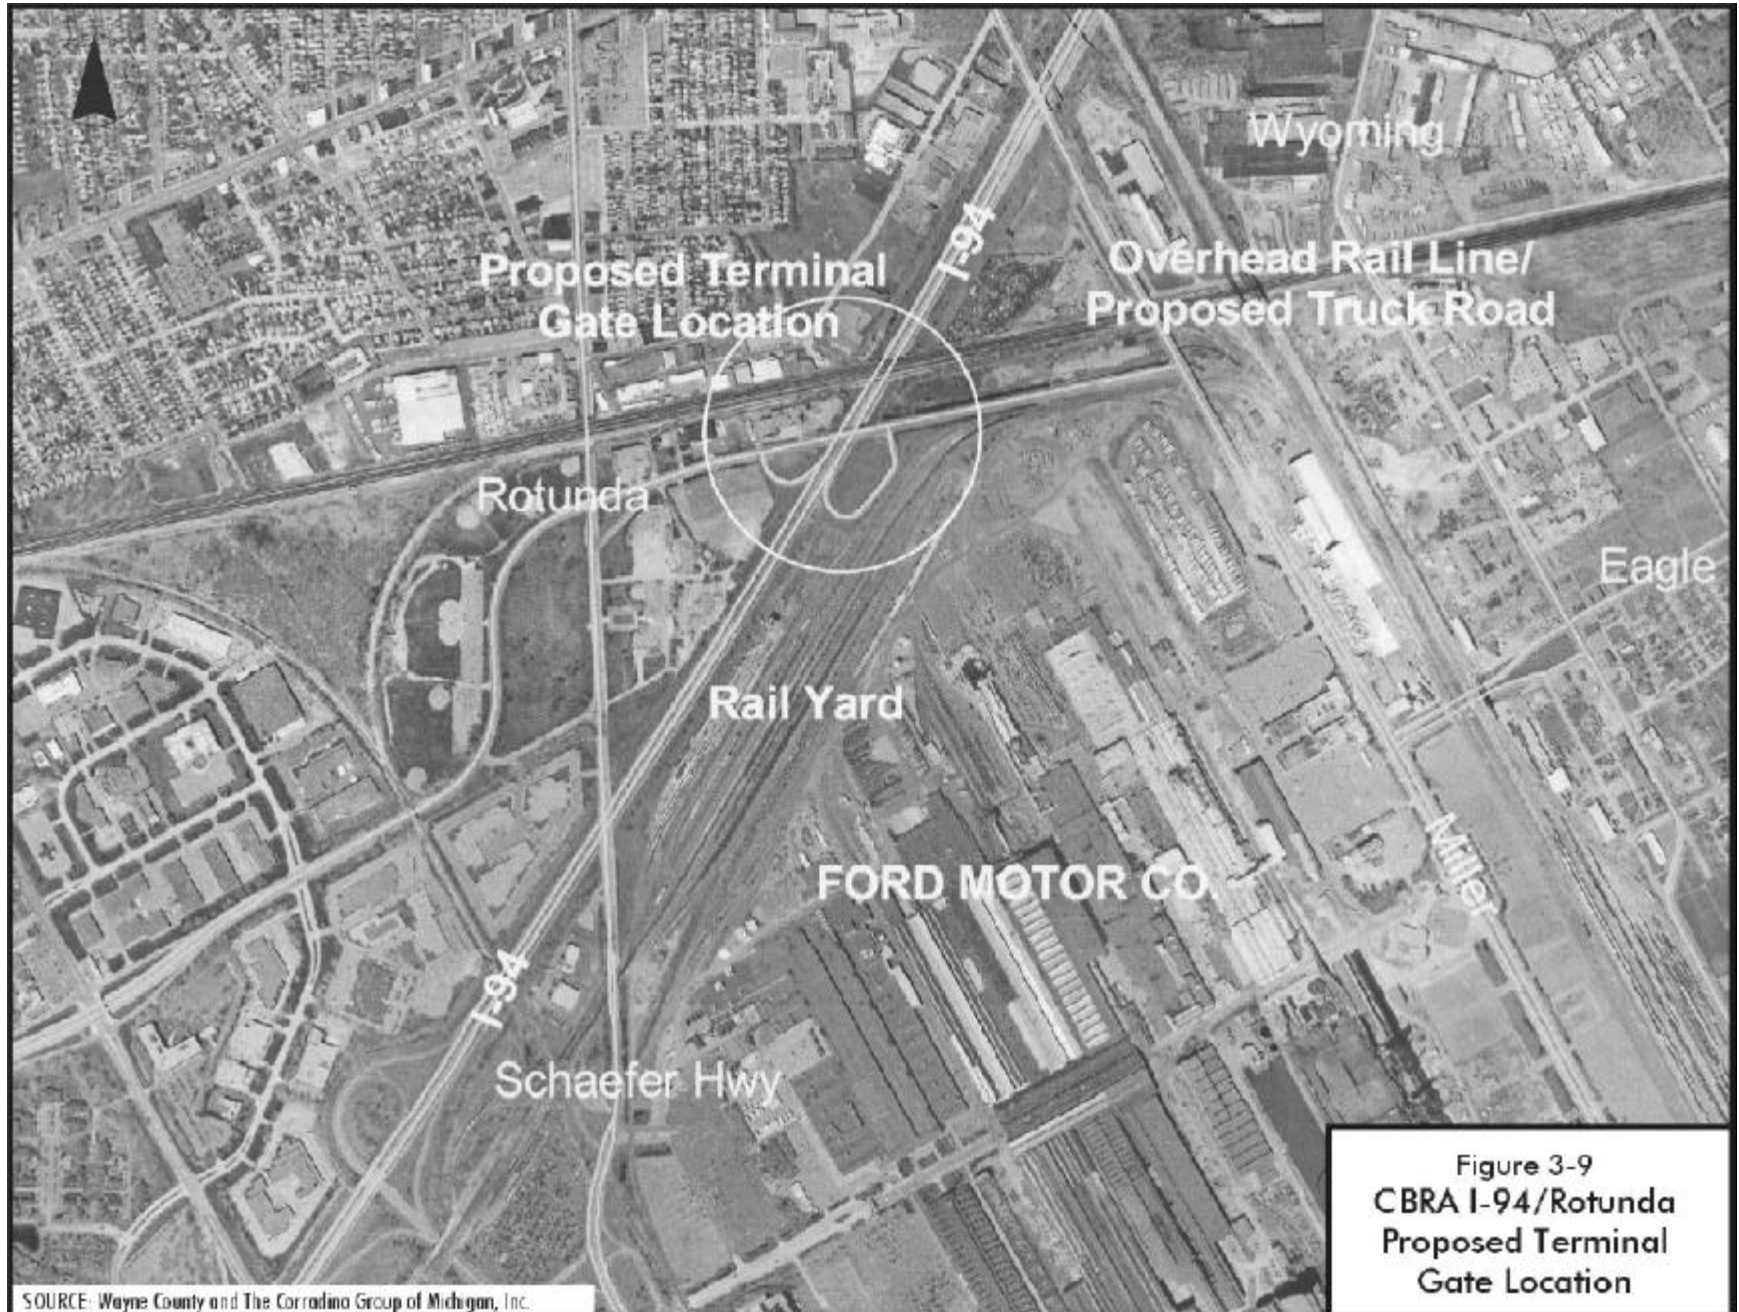 Wyoming
I-94
Proposed Terminal
Gate Location
Overhead Rail Line/
Proposed Truck Road
Rotunda
Eagle
Rail Yard
FORD MOTOR CO.
Miller
I-94
Schaefer Hwy
Figure 3-9
CBRA I-94/Rotunda
Proposed Terminal
Gate Location
SOURCE: Wayne County and The Corradino Group of Michigan, Inc.